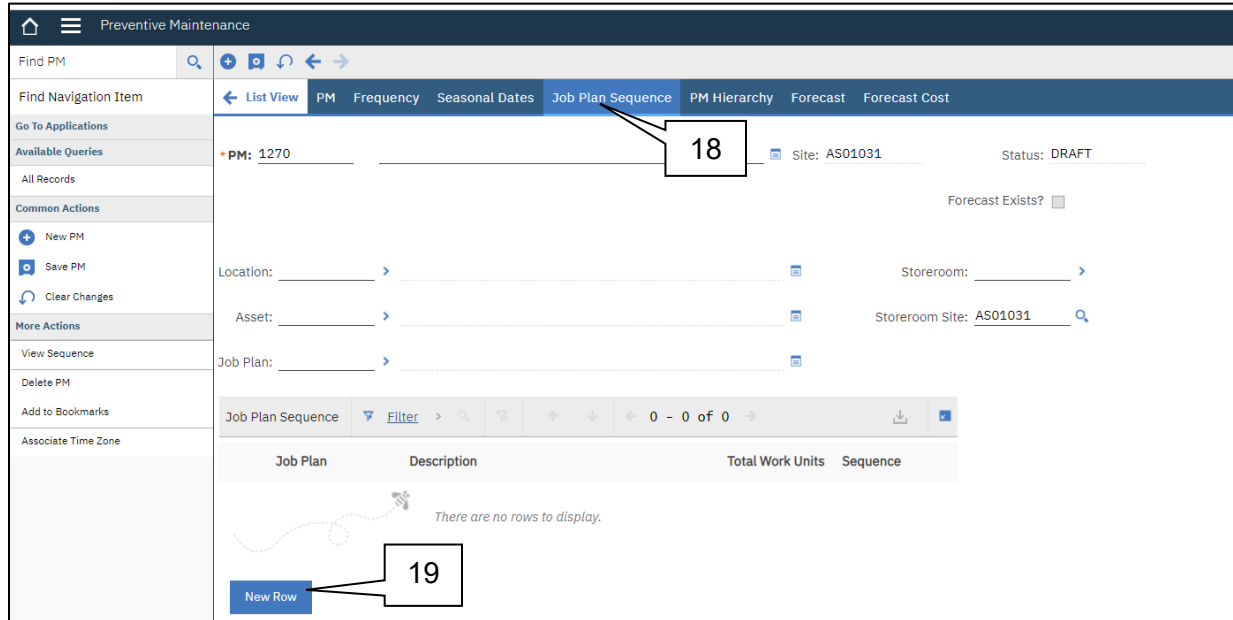 Preventive Maintenance
Find PM
Find Navigation Item
List View PM Frequency Seasonal Dates Job Plan Sequence PM Hierarchy Forecast Forecast Cost
Go To Applications
Available Queries
All Records
Common Actions
New PM
Save PM
Clear Changes
More Actions
View Sequence
Delete PM
Add to Bookmarks
Associate Time Zone
18
* PM: 1270 Site: AS01031 Status: DRAFT
Forecast Exists?
Location: Storeroom:
Asset: Storeroom Site: AS01031
Job Plan:
Job Plan Sequence Filter 0 - 0 of 0
Job Plan Description Total Work Units Sequence
There are no rows to display.
19
New Row